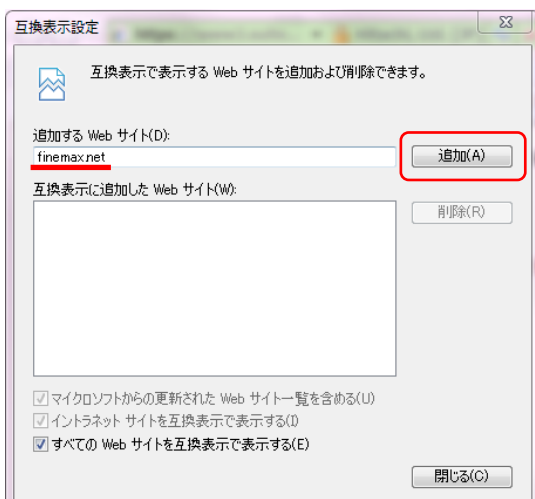 互換表示設定
互換表示で表示する Web サイトを追加および削除できます。
追加する Web サイト(D):
finemax.net
追加(A)
互換表示に追加した Web サイト(W):
削除(R)
マイクロソフトからの更新された Web サイト一覧を含める(U)
イントラネット サイトを互換表示で表示する(I)
すべての Web サイトを互換表示で表示する(E)
閉じる(C)